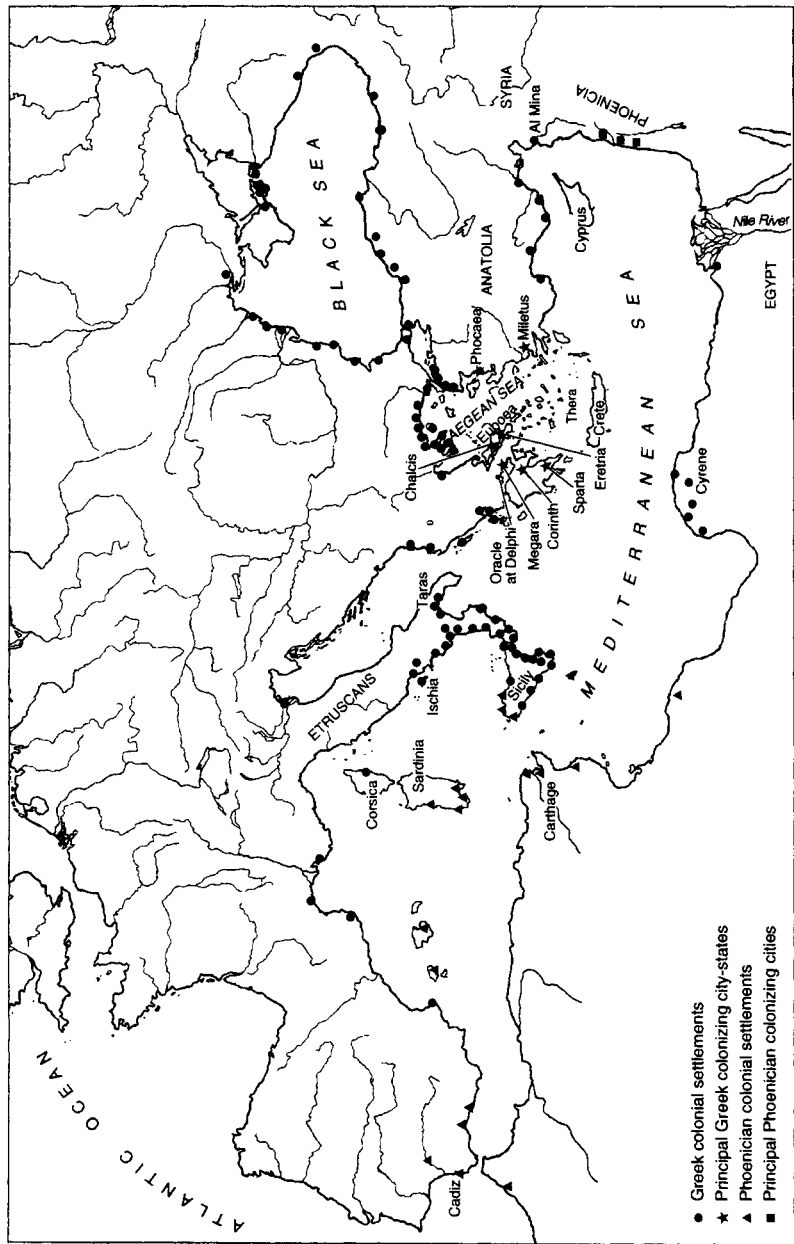 ATLANTIC OCEAN
BLACK SEA
ETRUSCANS
Corsica
Sardinia
Ischia
Taras
Sicily
Chalcis
AEGEAN SEA
Phocaea
ANATOLIA
Miletus
Euboea
Oracle
at Delphi
Megara
Corinth
Sparta
Eretria
Thera
Crete
Cyprus
SYRIA
Al Mina
PHOENICIA
MEDITERRANEAN SEA
Cadiz
Carthage
Cyrene
Nile River
EGYPT
Greek colonial settlements
Principal Greek colonizing city-states
Phoenician colonial settlements
Principal Phoenician colonizing cities